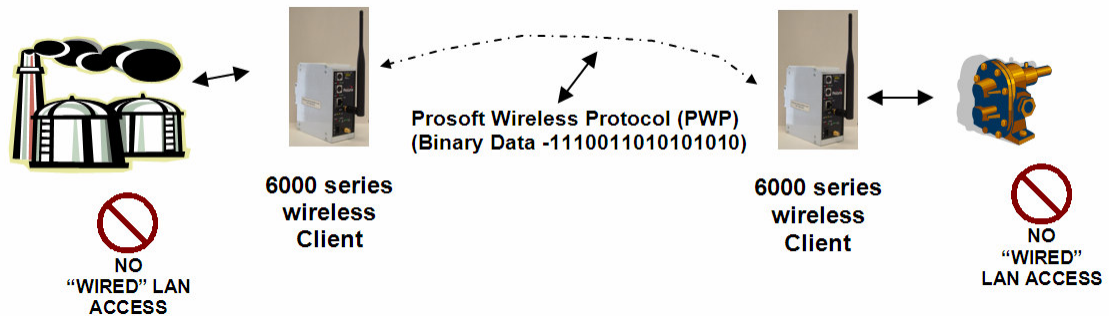 Prosoft Wireless Protocol (PWP)
(Binary Data -1110011010101010)
6000 series
wireless
Client
6000 series
wireless
Client
NO
“WIRED” LAN
ACCESS
NO
“WIRED”
LAN ACCESS